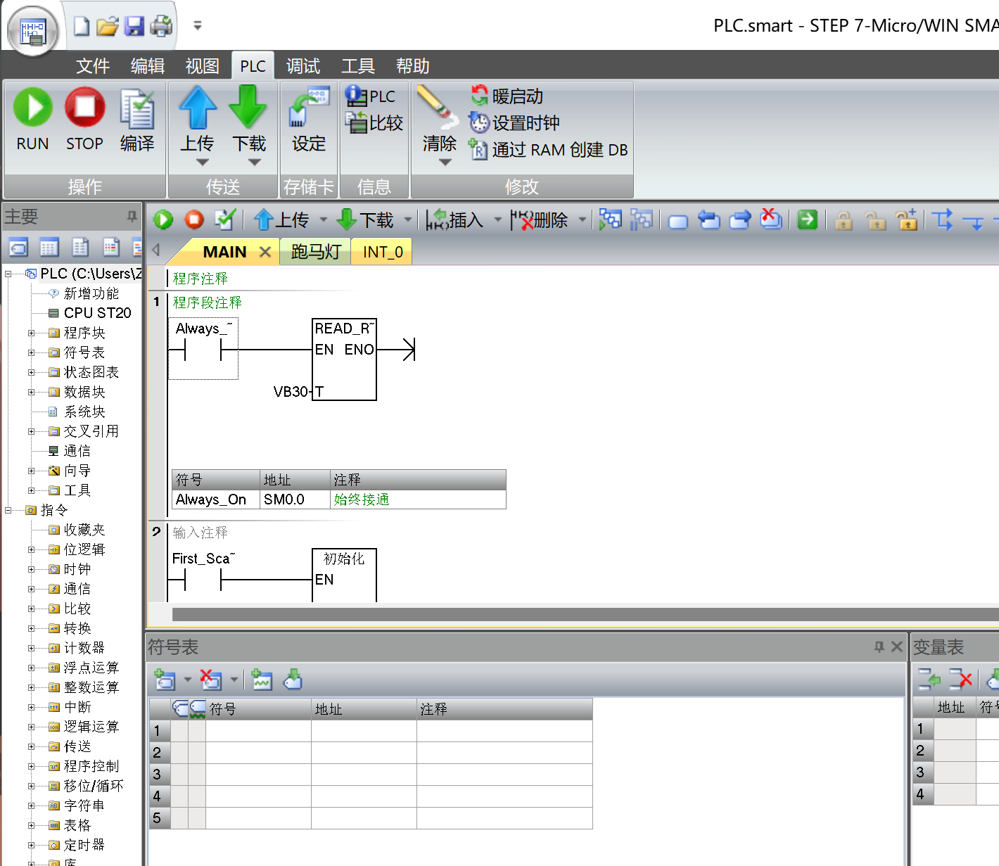 PLC.smart - STEP 7-Micro/WIN SMA
文件 编辑 视图 PLC 调试 工具 帮助
RUN STOP 编译 上传 下载 设定 PLC 比较 清除 暖启动 设置时钟 通过 RAM 创建 DB
操作 传送 存储卡 信息 修改
主要
上传 下载 插入 删除
MAIN 跑马灯 INT_0
PLC (C:\Users\Z
新增功能
CPU ST20
程序块
符号表
状态图表
数据块
系统块
交叉引用
通信
向导
工具
指令
收藏夹
位逻辑
时钟
通信
比较
转换
计数器
浮点运算
整数运算
中断
逻辑运算
传送
程序控制
移位/循环
字符串
表格
定时器
库
程序注释
1 程序段注释
Always_~ READ_R~
EN ENO
VB30-T
符号 地址 注释
Always_On SM0.0 始终接通
2 输入注释
First_Sca~ 初始化
EN
符号表
符号 地址 注释
1
2
3
4
5
变量表
地址 符号
1
2
3
4